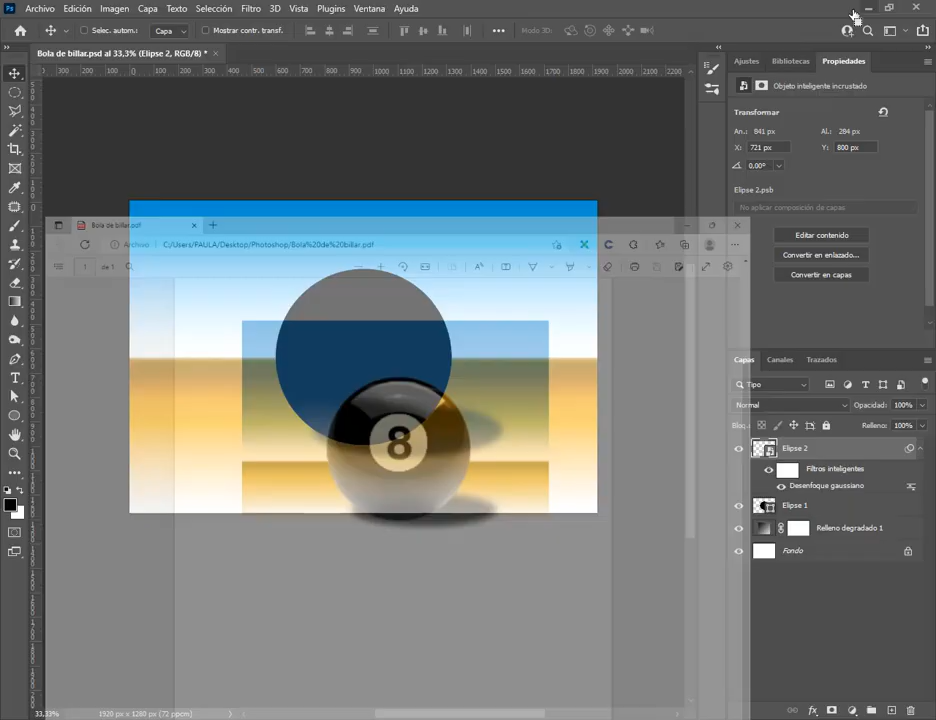 Ps Archivo Edición Imagen Capa Texto Selección Filtro 3D Vista Plugins Ventana Ayuda
Selec. autom.: Capa Mostrar contr. transf. ••• Modo 3D:
Bola de billar.psd al 33,3% (Elipse 2, RGB/8) * ×
Ajustes Bibliotecas Propiedades
Objeto inteligente incrustado
Transformar
An.: 841 px Al.: 284 px
X: 721 px Y: 800 px
0,00°
Elipse 2.psb
No aplicar composición de capas
Editar contenido
Convertir en enlazado...
Convertir en capas
Bola de billar.pdf
Archivo C:/Users/PAULA/Desktop/Photoshop/Bola%20de%20billar.pdf
1 de 1
8
Capas Canales Trazados
Tipo
Normal Opacidad: 100%
Bloq.: Relleno: 100%
Elipse 2
Filtros inteligentes
Desenfoque gaussiano
Elipse 1
Relleno degradado 1
Fondo
33,33% 1920 px x 1280 px (72 ppcm)